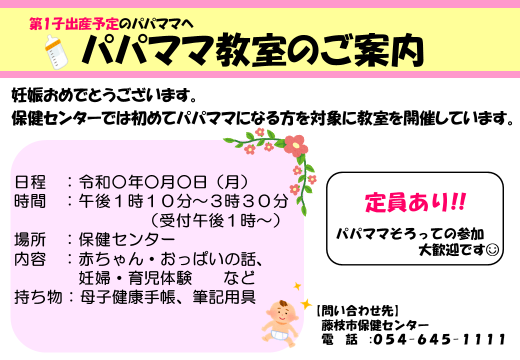 第1子出産予定のパパママへ
パパママ教室のご案内
妊娠おめでとうございます。
保健センターでは初めてパパママになる方を対象に教室を開催しています。
日程　：令和〇年〇月〇日（月）
時間　：午後１時１０分～３時３０分
（受付午後１時～）
場所　：保健センター
内容　：赤ちゃん・おっぱいの話、
妊婦・育児体験　　など
持ち物：母子健康手帳、筆記用具
定員あり!!
パパママそろっての参加
大歓迎です☺
【問い合わせ先】
藤枝市保健センター
電　話　：０５４-６４５-１１１１